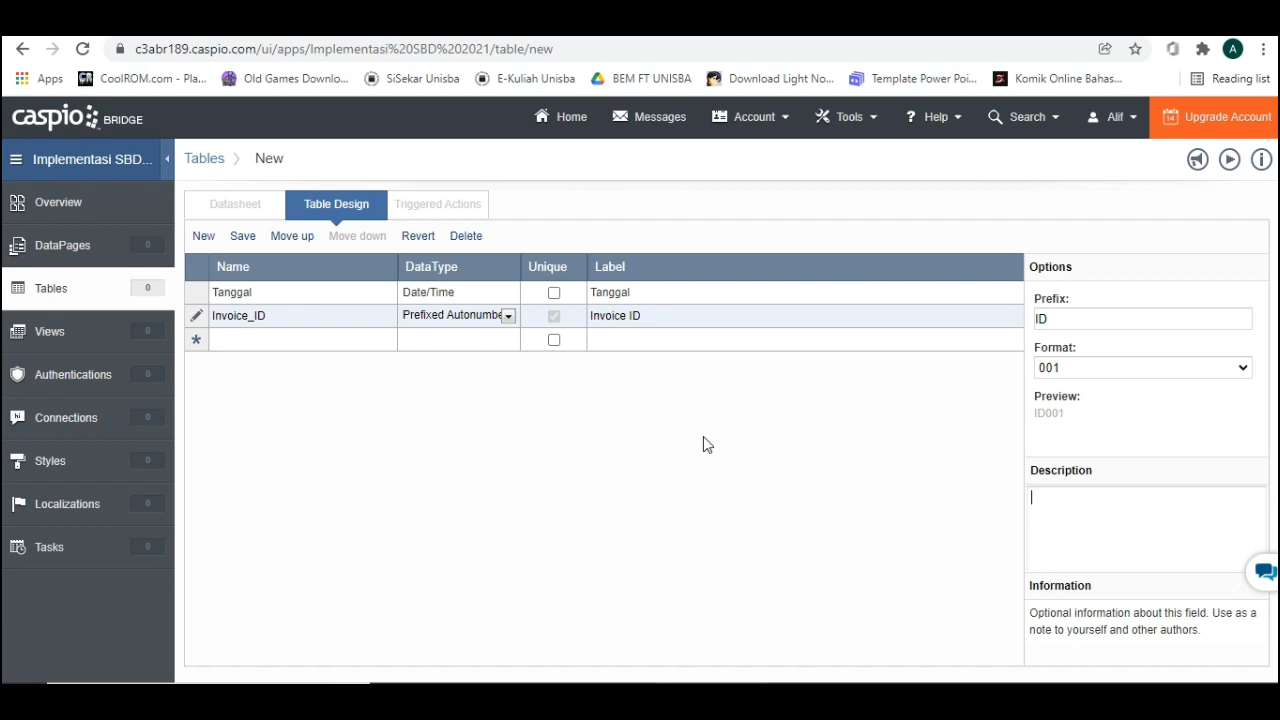 c3abr189.caspio.com/ui/apps/Implementasi%20SBD%202021/table/new
A
Apps
CoolROM.com - Pla...
Old Games Downlo...
SiSekar Unisba
E-Kuliah Unisba
BEM FT UNISBA
Download Light No...
Template Power Poi...
Komik Online Bahas...
Reading list
caspio BRIDGE
Home
Messages
Account
Tools
? Help
Search
Alif
14 Upgrade Account
Implementasi SBD...
Tables
New
Overview
DataPages 0
Tables 0
Views 0
Authentications 0
Connections 0
Styles 0
Localizations 0
Tasks 0
Datasheet
Table Design
Triggered Actions
New
Save
Move up
Move down
Revert
Delete
Name DataType Unique Label
Tanggal Date/Time Tanggal
Invoice_ID Prefixed Autonumbe Invoice ID
*
Options
Prefix:
ID
Format:
001
Preview:
ID001
Description
Information
Optional information about this field. Use as a
note to yourself and other authors.